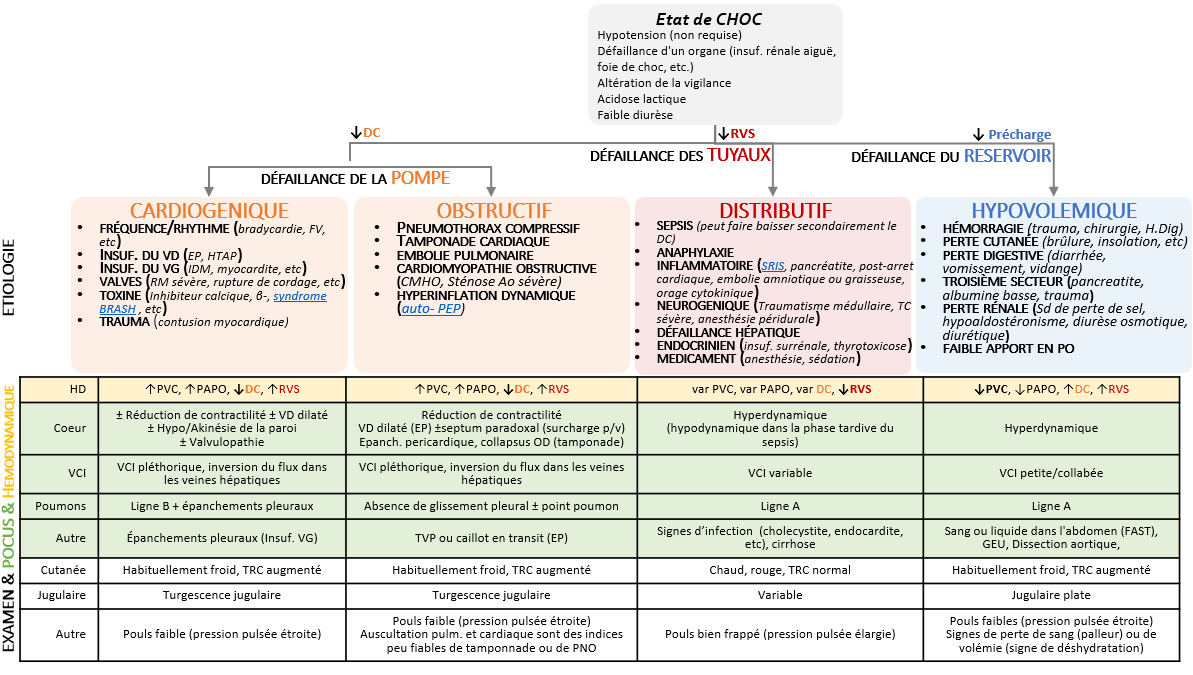 Etat de CHOC
Hypotension (non requise)
Défaillance d'un organe (insuf. rénale aiguë,
foie de choc, etc.)
Altération de la vigilance
Acidose lactique
Faible diurèse
↓DC
↓RVS
↓ Précharge
DÉFAILLANCE DE LA POMPE
DÉFAILLANCE DES TUYAUX
DÉFAILLANCE DU RESERVOIR
ETIOLOGIE
CARDIOGENIQUE
• FRÉQUENCE/RHYTHME (bradycardie, FV,
etc)
• INSUF. DU VD (EP, HTAP)
• INSUF. DU VG (IDM, myocardite, etc)
• VALVES (RM sévère, rupture de cordage, etc)
• TOXINE (Inhibiteur calcique, β-, syndrome
BRASH , etc)
• TRAUMA (contusion myocardique)
OBSTRUCTIF
• PNEUMOTHORAX COMPRESSIF
• TAMPONADE CARDIAQUE
• EMBOLIE PULMONAIRE
• CARDIOMYOPATHIE OBSTRUCTIVE
(CMHO, Sténose Ao sévère)
• HYPERINFLATION DYNAMIQUE
(auto- PEP)
DISTRIBUTIF
• SEPSIS (peut faire baisser secondairement le
DC)
• ANAPHYLAXIE
• INFLAMMATOIRE (SRIS, pancréatite, post-arret
cardiaque, embolie amniotique ou graisseuse,
orage cytokinique)
• NEUROGENIQUE (Traumatisme médullaire, TC
sévère, anesthésie péridurale)
• DÉFAILLANCE HÉPATIQUE
• ENDOCRINIEN (insuf. surrénale, thyrotoxicose)
• MEDICAMENT (anesthésie, sédation)
HYPOVOLEMIQUE
• HÉMORRAGIE (trauma, chirurgie, H.Dig)
• PERTE CUTANÉE (brûlure, insolation, etc)
• PERTE DIGESTIVE (diarrhée,
vomissement, vidange)
• TROISIÈME SECTEUR (pancreatite,
albumine basse, trauma)
• PERTE RÉNALE (Sd de perte de sel,
hypoaldostéronisme, diurèse osmotique,
diurétique)
• FAIBLE APPORT EN PO
EXAMEN & POCUS & HEMODYNAMIQUE
HD
↑PVC, ↑PAPO, ↓DC, ↑RVS
↑PVC, ↑PAPO, ↓DC, ↑RVS
var PVC, var PAPO, var DC, ↓RVS
↓PVC, ↓PAPO, ↑DC, ↑RVS
Coeur
± Réduction de contractilité ± VD dilaté
± Hypo/Akinésie de la paroi
± Valvulopathie
Réduction de contractilité
VD dilaté (EP) ±septum paradoxal (surcharge p/v)
Epanch. pericardique, collapsus OD (tamponade)
Hyperdynamique
(hypodynamique dans la phase tardive du
sepsis)
Hyperdynamique
VCI
VCI pléthorique, inversion du flux dans
les veines hépatiques
VCI pléthorique, inversion du flux dans les veines
hépatiques
VCI variable
VCI petite/collabée
Poumons
Ligne B + épanchements pleuraux
Absence de glissement pleural ± point poumon
Ligne A
Ligne A
Autre
Épanchements pleuraux (Insuf. VG)
TVP ou caillot en transit (EP)
Signes d’infection (cholecystite, endocardite,
etc), cirrhose
Sang ou liquide dans l'abdomen (FAST),
GEU, Dissection aortique,
Cutanée
Habituellement froid, TRC augmenté
Habituellement froid, TRC augmenté
Chaud, rouge, TRC normal
Habituellement froid, TRC augmenté
Jugulaire
Turgescence jugulaire
Turgescence jugulaire
Variable
Jugulaire plate
Autre
Pouls faible (pression pulsée étroite)
Pouls faible (pression pulsée étroite)
Auscultation pulm. et cardiaque sont des indices
peu fiables de tamponnade ou de PNO
Pouls bien frappé (pression pulsée élargie)
Pouls faibles (pression pulsée étroite)
Signes de perte de sang (palleur) ou de
volémie (signe de déshydratation)